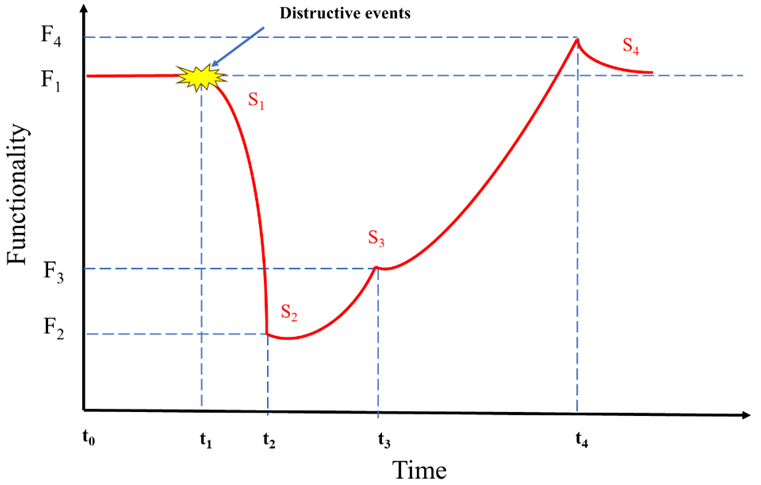 Distructive events
F4
F1
S4
S1
Functionality
S3
F3
S2
F2
t0
t1
t2
t3
t4
Time